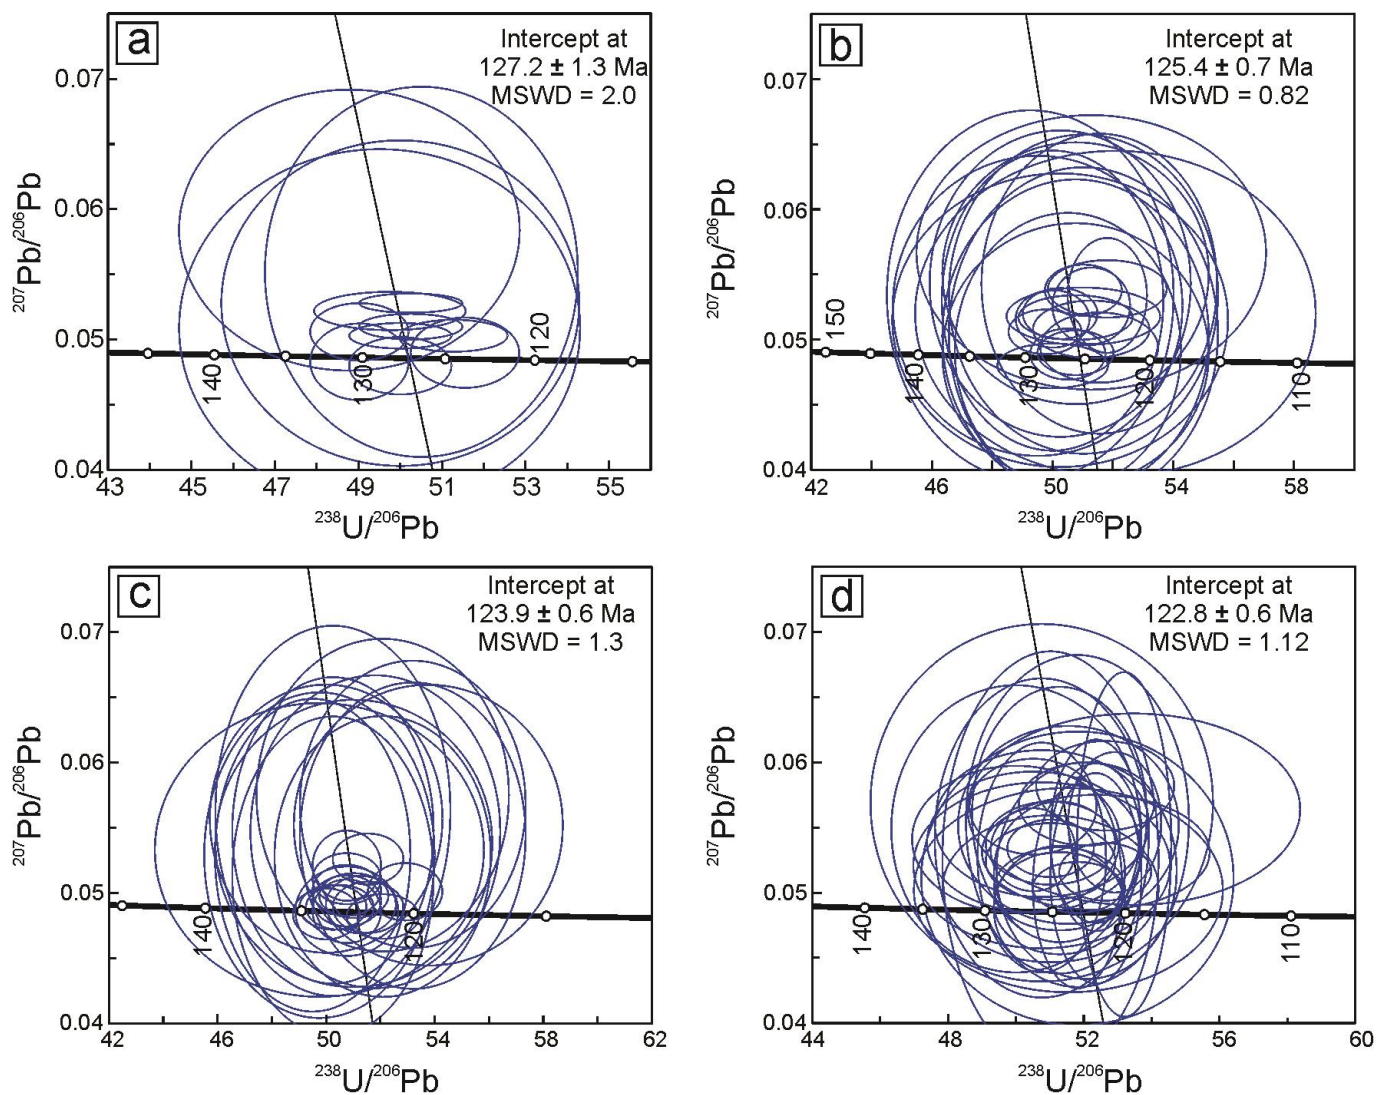 a
Intercept at
127.2 ± 1.3 Ma
MSWD = 2.0
0.07
0.06
0.05
0.04
207Pb/206Pb
140
130
120
43 45 47 49 51 53 55
238U/206Pb
b
Intercept at
125.4 ± 0.7 Ma
MSWD = 0.82
0.07
0.06
0.05
0.04
207Pb/206Pb
150
140
130
120
110
42 46 50 54 58
238U/206Pb
c
Intercept at
123.9 ± 0.6 Ma
MSWD = 1.3
0.07
0.06
0.05
0.04
207Pb/206Pb
140
120
42 46 50 54 58 62
238U/206Pb
d
Intercept at
122.8 ± 0.6 Ma
MSWD = 1.12
0.07
0.06
0.05
0.04
207Pb/206Pb
140
130
120
110
44 48 52 56 60
238U/206Pb